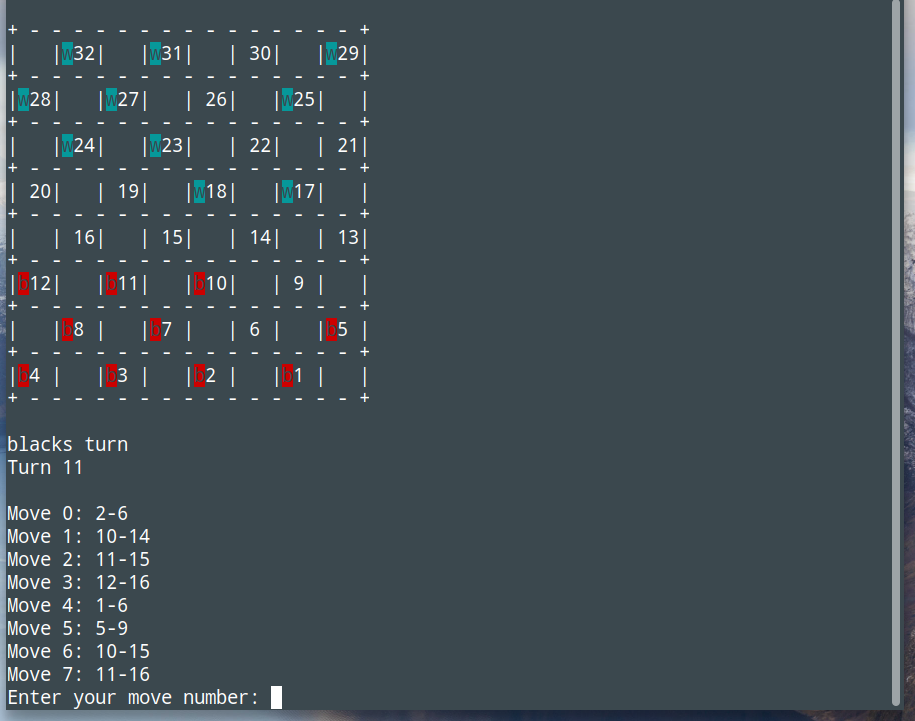 + - - - - - - - - - - - - - - - +
|   |w32|   |w31|   | 30|   |w29|
+ - - - - - - - - - - - - - - - +
|w28|   |w27|   | 26|   |w25|   |
+ - - - - - - - - - - - - - - - +
|   |w24|   |w23|   | 22|   | 21|
+ - - - - - - - - - - - - - - - +
| 20|   | 19|   |w18|   |w17|   |
+ - - - - - - - - - - - - - - - +
|   | 16|   | 15|   | 14|   | 13|
+ - - - - - - - - - - - - - - - +
|b12|   |b11|   |b10|   | 9 |   |
+ - - - - - - - - - - - - - - - +
|   |b8 |   |b7 |   | 6 |   |b5 |
+ - - - - - - - - - - - - - - - +
|b4 |   |b3 |   |b2 |   |b1 |   |
+ - - - - - - - - - - - - - - - +
blacks turn
Turn 11
Move 0: 2-6
Move 1: 10-14
Move 2: 11-15
Move 3: 12-16
Move 4: 1-6
Move 5: 5-9
Move 6: 10-15
Move 7: 11-16
Enter your move number: